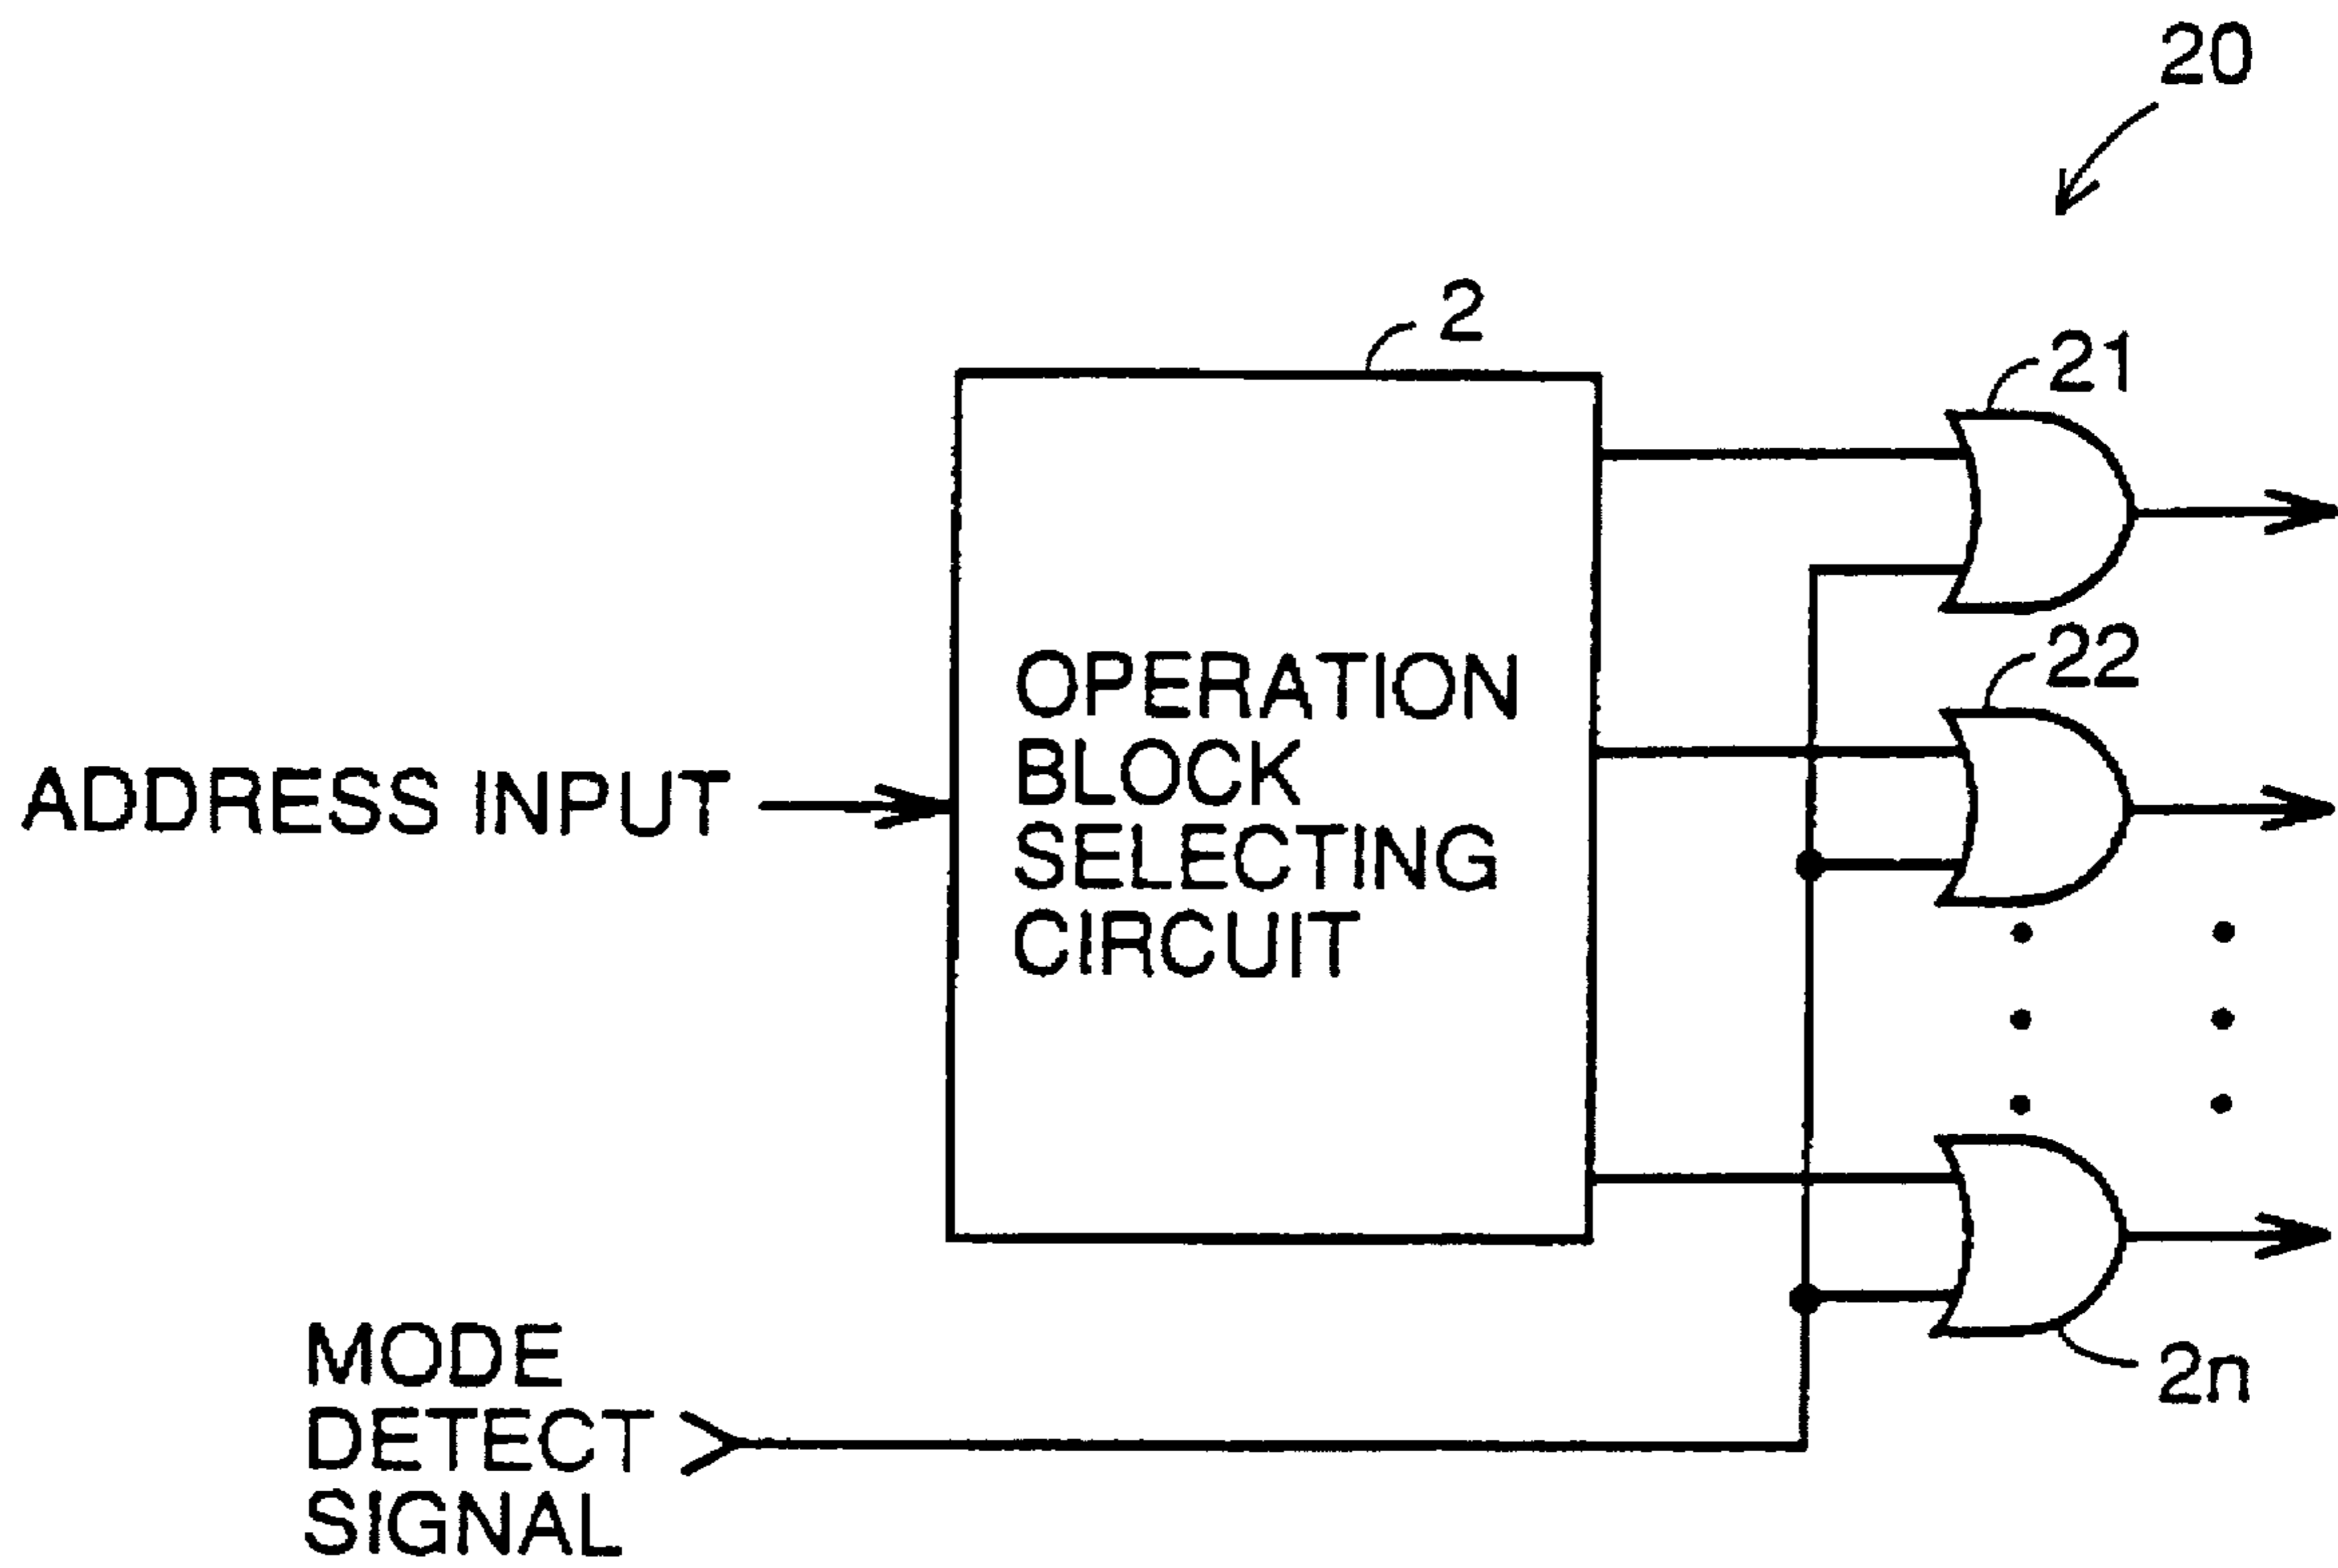 20
2
21
OPERATION
BLOCK
SELECTING
CIRCUIT
22
ADDRESS INPUT
2n
MODE
DETECT
SIGNAL